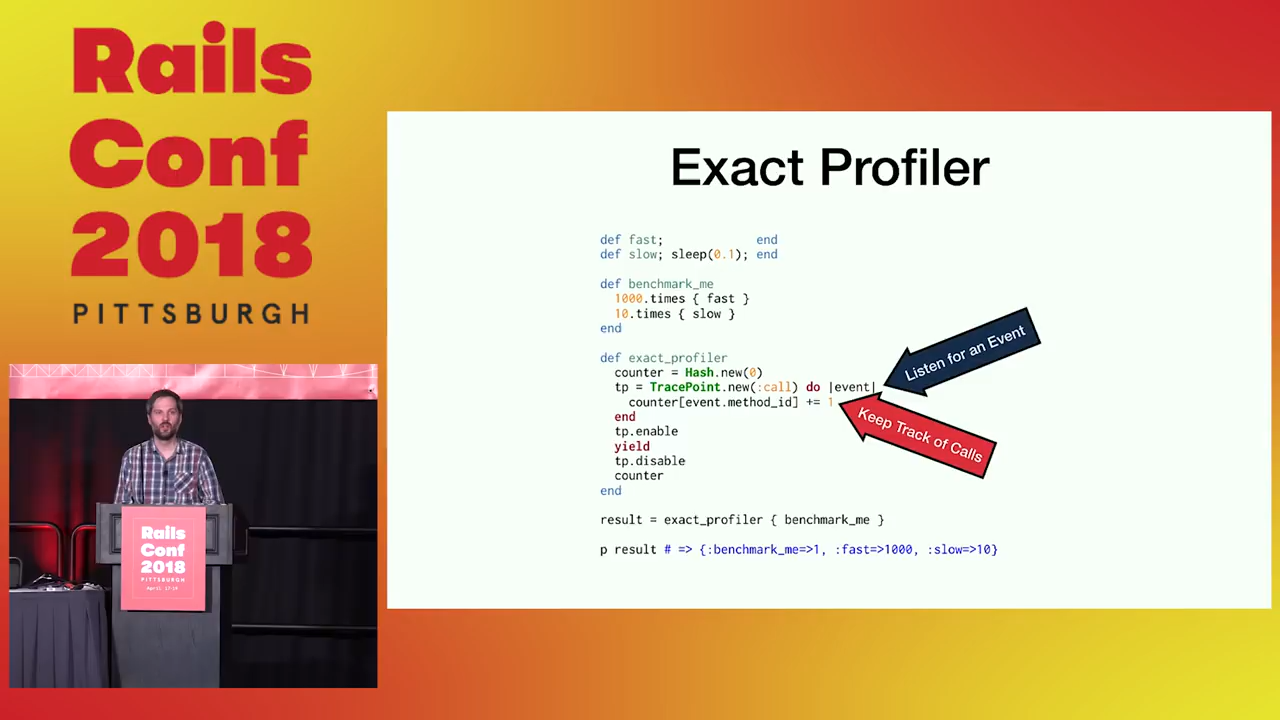 Rails
Conf
2018
PITTSBURGH
Exact Profiler
def fast;             end
def slow; sleep(0.1); end
def benchmark_me
  1000.times { fast }
  10.times { slow }
end
def exact_profiler
  counter = Hash.new(0)
  tp = TracePoint.new(:call) do |event|
    counter[event.method_id] += 1
  end
  tp.enable
  yield
  tp.disable
  counter
end
result = exact_profiler { benchmark_me }
p result # => {:benchmark_me=>1, :fast=>1000, :slow=>10}
Listen for an Event
Keep Track of Calls
Rails
Conf
2018
PITTSBURGH